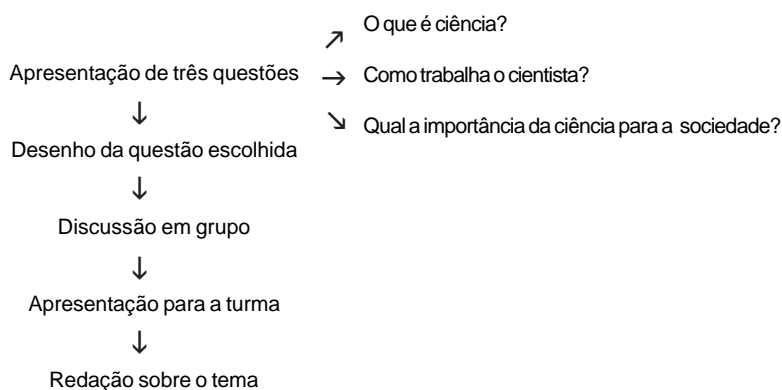 O que é ciência?
Apresentação de três questões
Como trabalha o cientista?
Qual a importância da ciência para a sociedade?
Desenho da questão escolhida
Discussão em grupo
Apresentação para a turma
Redação sobre o tema